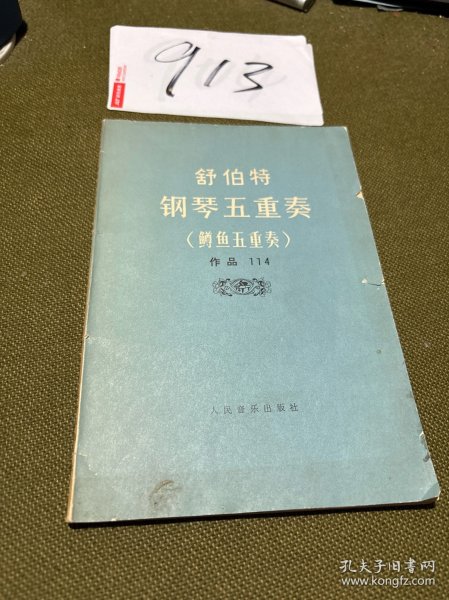 913
舒伯特
钢琴五重奏
（鳟鱼五重奏）
作品 114
人民音乐出版社
孔夫子旧书网
www.kongfz.com